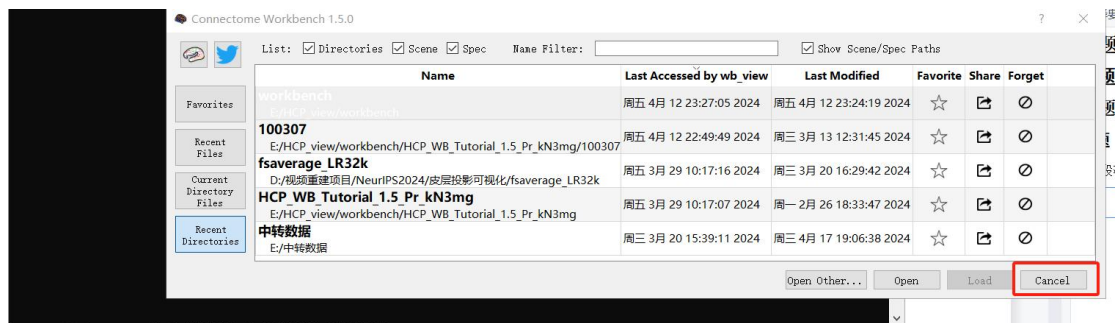 Connectome Workbench 1.5.0
? ×
List: Directories Scene Spec Name Filter: Show Scene/Spec Paths
Name Last Accessed by wb_view Last Modified Favorite Share Forget
Favorites
Recent Files
Current Directory Files
Recent Directories
workbench
E:/HCP_view/workbench
周五 4月 12 23:27:05 2024 周五 4月 12 23:24:19 2024
100307
E:/HCP_view/workbench/HCP_WB_Tutorial_1.5_Pr_kN3mg/100307
周五 4月 12 22:49:49 2024 周三 3月 13 12:31:45 2024
fsaverage_LR32k
D:/视频重建项目/NeurIPS2024/皮层投影可视化/fsaverage_LR32k
周五 3月 29 10:17:16 2024 周三 3月 20 16:29:42 2024
HCP_WB_Tutorial_1.5_Pr_kN3mg
E:/HCP_view/workbench/HCP_WB_Tutorial_1.5_Pr_kN3mg
周五 3月 29 10:17:07 2024 周一 2月 26 18:33:47 2024
中转数据
E:/中转数据
周三 3月 20 15:39:11 2024 周三 4月 17 19:06:38 2024
Open Other... Open Load Cancel